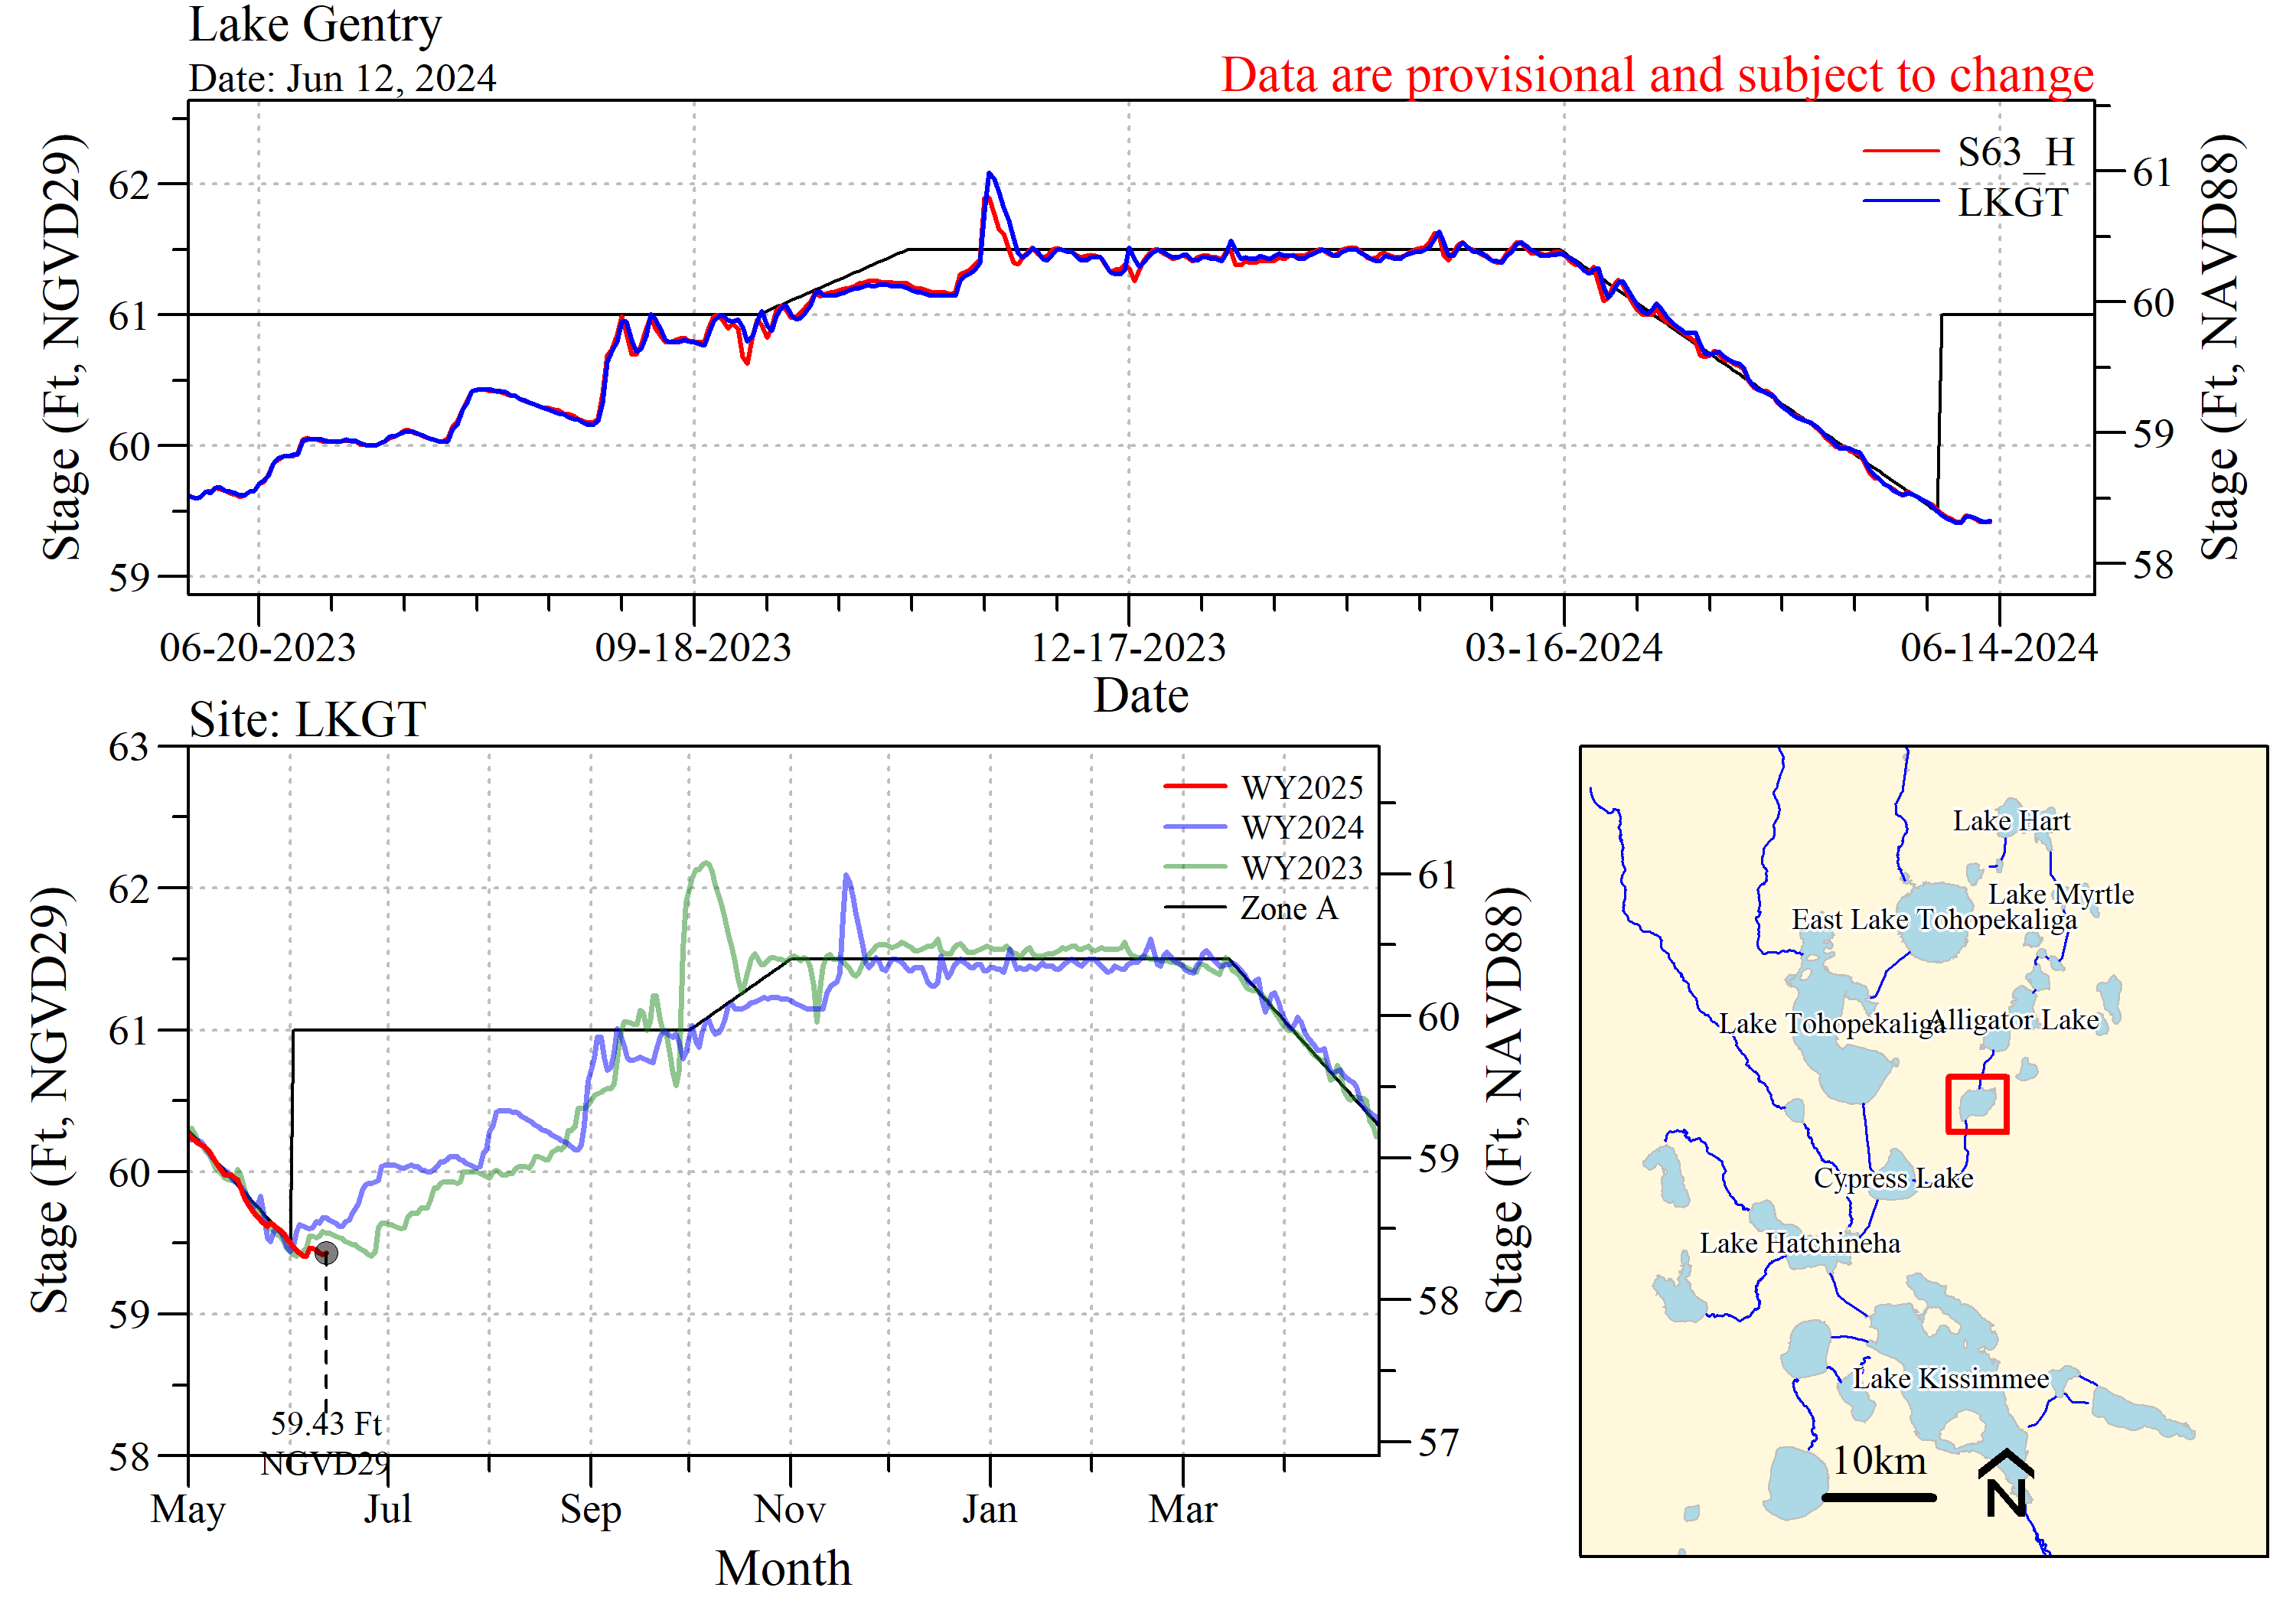 Lake Gentry
Date: Jun 12, 2024
Data are provisional and subject to change
Stage (Ft, NGVD29)
62
61
60
59
S63_H
LKGT
61
60
59
58
Stage (Ft, NAVD88)
06-20-2023
09-18-2023
12-17-2023
03-16-2024
06-14-2024
Date
Site: LKGT
Stage (Ft, NGVD29)
63
62
61
60
59
58
WY2025
WY2024
WY2023
Zone A
59.43 Ft
NGVD29
61
60
59
58
57
Stage (Ft, NAVD88)
May
Jul
Sep
Nov
Jan
Mar
Month
Lake Hart
Lake Myrtle
East Lake Tohopekaliga
Lake Tohopekaliga
Alligator Lake
Cypress Lake
Lake Hatchineha
Lake Kissimmee
10km
N